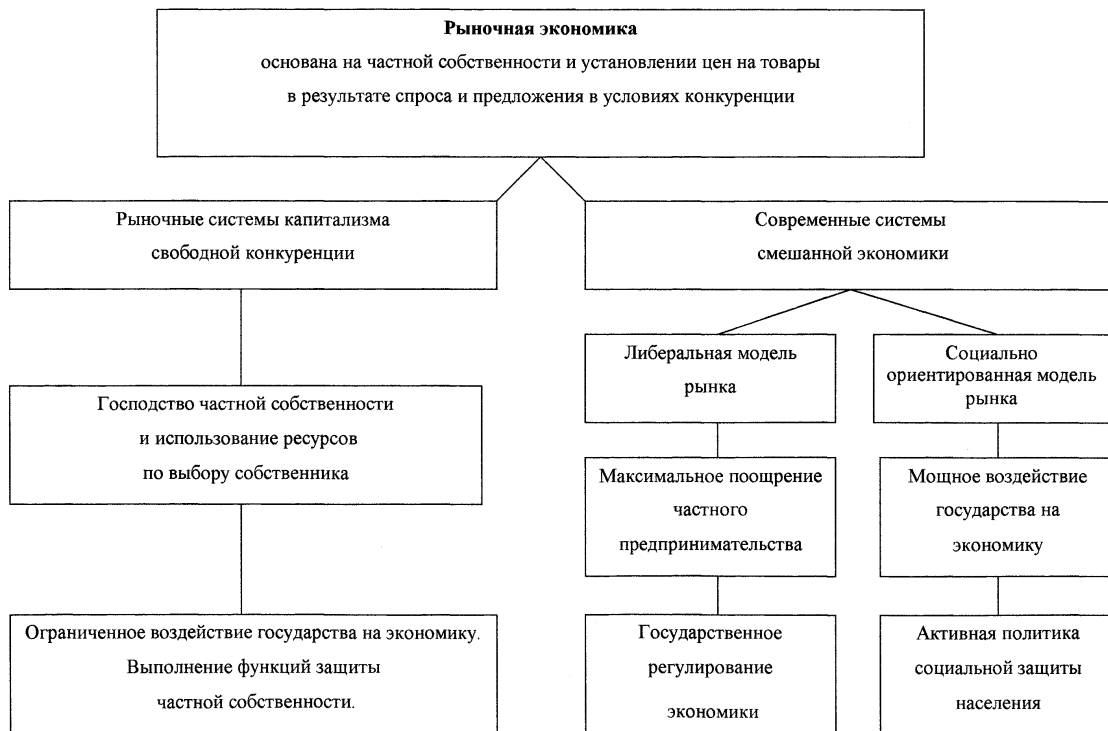 Рыночная экономика
основана на частной собственности и установлении цен на товары
в результате спроса и предложения в условиях конкуренции
Рыночные системы капитализма
свободной конкуренции
Современные системы
смешанной экономики
Либеральная модель
рынка
Социально
ориентированная модель
рынка
Господство частной собственности
и использование ресурсов
по выбору собственника
Максимальное поощрение
частного
предпринимательства
Мощное воздействие
государства на
экономику
Ограниченное воздействие государства на экономику.
Выполнение функций защиты
частной собственности.
Государственное
регулирование
экономики
Активная политика
социальной защиты
населения